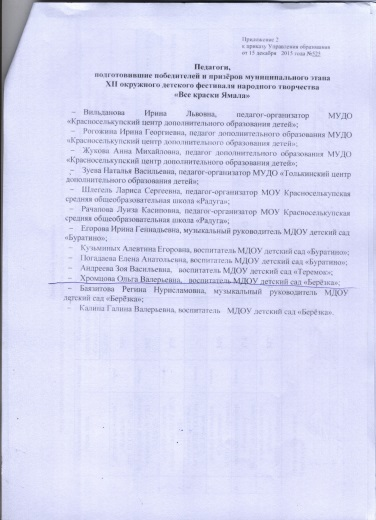 Приложение 2
к приказу Управления образования
от 13 декабря 2013 года №525
Педагоги,
подготовившие победителей и призёров муниципального этапа
XII окружного детского фестиваля народного творчества
«Все краски Ямала»
– Вильданова Ирина Львовна, педагог-организатор МУДО
«Красноселькупский центр дополнительного образования детей»;
– Рогожина Ирина Георгиевна, педагог дополнительного образования МУДО
«Красноселькупский центр дополнительного образования детей»;
– Жукова Анна Михайловна, педагог дополнительного образования МУДО
«Красноселькупский центр дополнительного образования детей»;
– Зуева Наталья Васильевна, педагог-организатор МУДО «Толькинский центр
дополнительного образования детей»;
– Шлегель Лариса Сергеевна, педагог-организатор МОУ Красноселькупская
средняя общеобразовательная школа «Радуга»;
– Рачапова Луиза Касиповна, педагог-организатор МОУ Красноселькупская
средняя общеобразовательная школа «Радуга»;
– Егорова Ирина Геннадьевна, музыкальный руководитель МДОУ детский сад
«Буратино»;
– Кузьминых Алевтина Егоровна, воспитатель МДОУ детский сад «Буратино»;
– Погадаева Елена Анатольевна, воспитатель МДОУ детский сад «Буратино»;
– Андреева Зоя Васильевна, воспитатель МДОУ детский сад «Теремок»;
– Хромцова Ольга Валерьевна, воспитатель МДОУ детский сад «Берёзка»;
– Баязитова Регина Нурисламовна, музыкальный руководитель МДОУ
детский сад «Берёзка»;
– Калина Галина Валерьевна, воспитатель МДОУ детский сад «Берёзка».